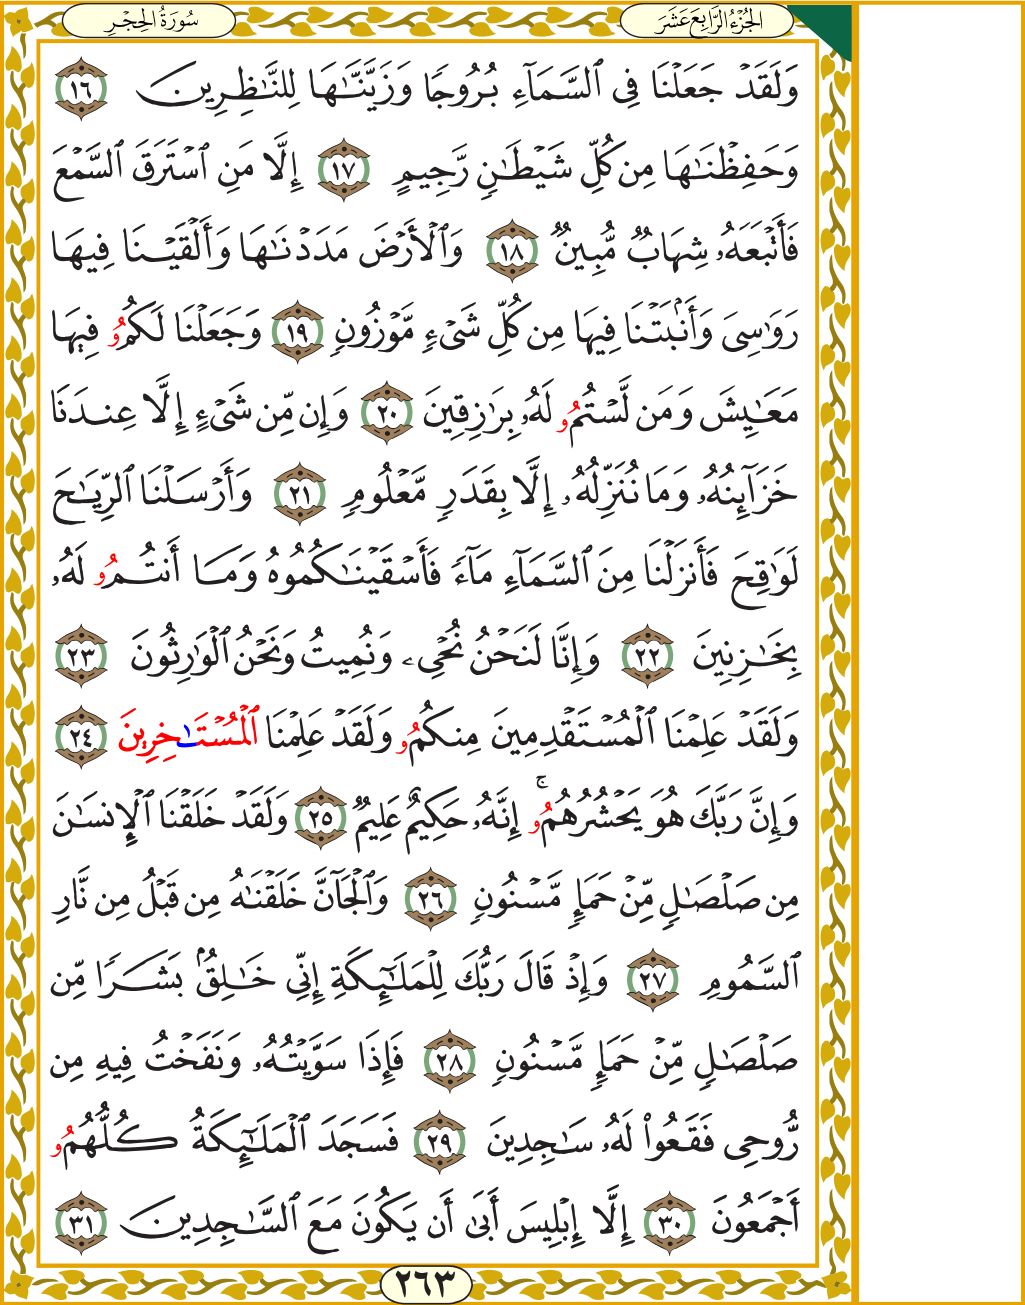 الجُزْءُ الرَّابِعَ عَشَرَ
سُورَةُ الحِجْرِ
وَلَقَدْ جَعَلْنَا فِى ٱلسَّمَآءِ بُرُوجًا وَزَيَّنَّٰهَا لِلنَّٰظِرِينَ ١٦
وَحَفِظْنَٰهَا مِن كُلِّ شَيْطَٰنٍ رَّجِيمٍ ١٧ إِلَّا مَنِ ٱسْتَرَقَ ٱلسَّمْعَ
فَأَتْبَعَهُۥ شِهَابٌ مُّبِينٌ ١٨ وَٱلْأَرْضَ مَدَدْنَٰهَا وَأَلْقَيْنَا فِيهَا
رَوَٰسِىَ وَأَنۢبَتْنَا فِيهَا مِن كُلِّ شَىْءٍ مَّوْزُونٍ ١٩ وَجَعَلْنَا لَكُمُۥ فِيهَا
مَعَٰيِشَ وَمَن لَّسْتُمُۥ لَهُۥ بِرَٰزِقِينَ ٢٠ وَإِن مِّن شَىْءٍ إِلَّا عِندَنَا
خَزَآئِنُهُۥ وَمَا نُنَزِّلُهُۥ إِلَّا بِقَدَرٍ مَّعْلُومٍ ٢١ وَأَرْسَلْنَا ٱلرِّيَٰحَ
لَوَٰقِحَ فَأَنزَلْنَا مِنَ ٱلسَّمَآءِ مَآءً فَأَسْقَيْنَٰكُمُوهُ وَمَا أَنتُمُۥ لَهُۥ
بِخَٰزِنِينَ ٢٢ وَإِنَّا لَنَحْنُ نُحْىِۦ وَنُمِيتُ وَنَحْنُ ٱلْوَٰرِثُونَ ٢٣
وَلَقَدْ عَلِمْنَا ٱلْمُسْتَقْدِمِينَ مِنكُمُۥ وَلَقَدْ عَلِمْنَا ٱلْمُسْتَٰخِرِينَ ٢٤
وَإِنَّ رَبَّكَ هُوَ يَحْشُرُهُمُۥۚ إِنَّهُۥ حَكِيمٌ عَلِيمٌ ٢٥ وَلَقَدْ خَلَقْنَا ٱلْإِنسَٰنَ
مِن صَلْصَٰلٍ مِّنْ حَمَإٍ مَّسْنُونٍ ٢٦ وَٱلْجَآنَّ خَلَقْنَٰهُ مِن قَبْلُ مِن نَّارِ
ٱلسَّمُومِ ٢٧ وَإِذْ قَالَ رَبُّكَ لِلْمَلَٰٓئِكَةِ إِنِّى خَٰلِقٌۢ بَشَرًا مِّن
صَلْصَٰلٍ مِّنْ حَمَإٍ مَّسْنُونٍ ٢٨ فَإِذَا سَوَّيْتُهُۥ وَنَفَخْتُ فِيهِ مِن
رُّوحِى فَقَعُوا۟ لَهُۥ سَٰجِدِينَ ٢٩ فَسَجَدَ ٱلْمَلَٰٓئِكَةُ كُلُّهُمُۥ
أَجْمَعُونَ ٣٠ إِلَّا إِبْلِيسَ أَبَىٰ أَن يَكُونَ مَعَ ٱلسَّٰجِدِينَ ٣١
٢٦٣